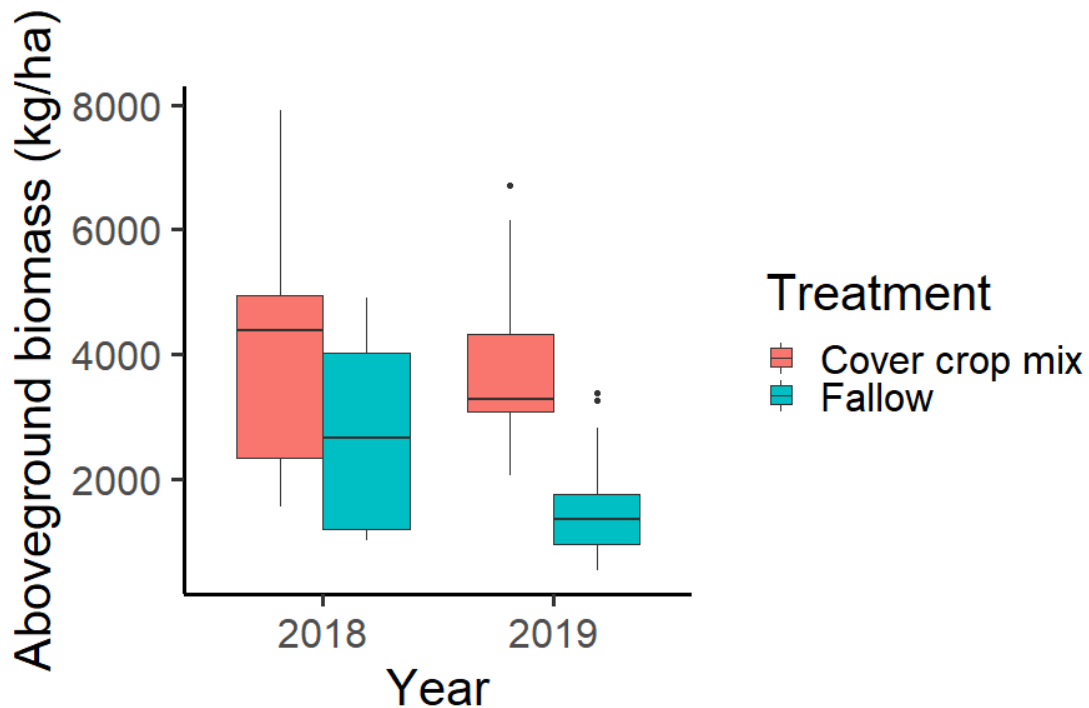 Aboveground biomass (kg/ha)
8000
6000
4000
2000
2018
2019
Year
Treatment
Cover crop mix
Fallow